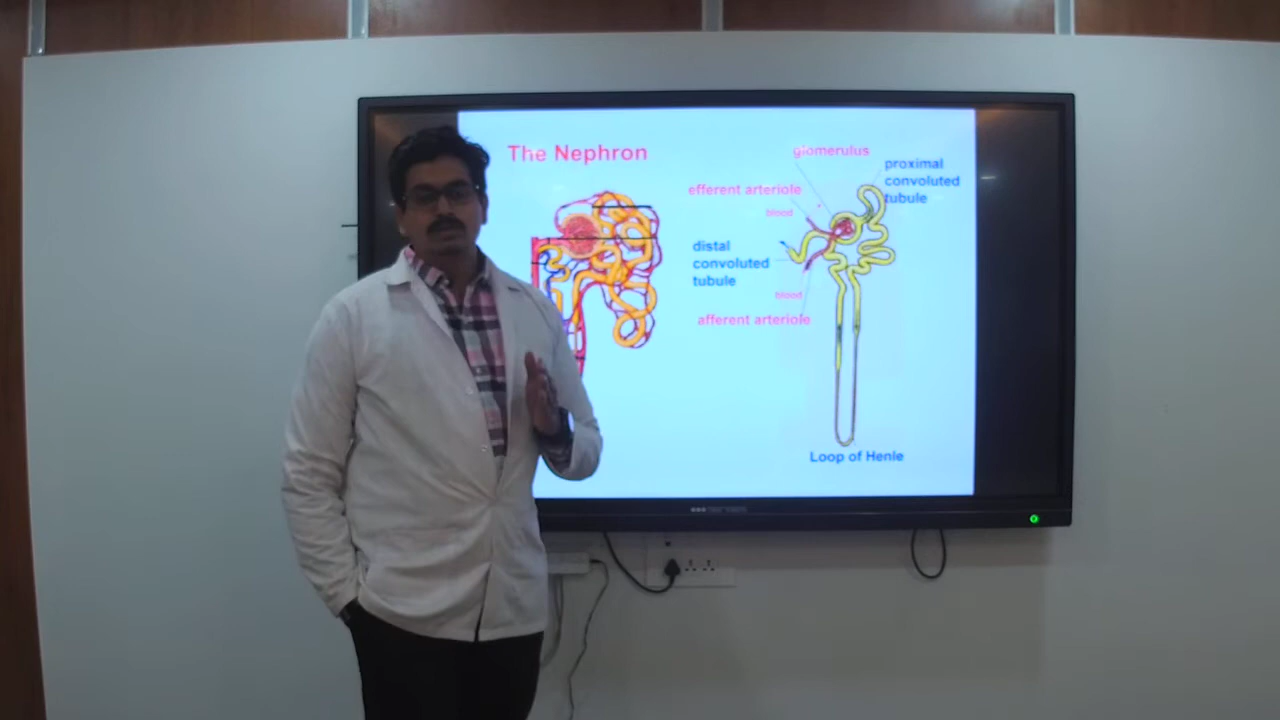 The Nephron
glomerulus
proximal
convoluted
tubule
efferent arteriole
blood
distal
convoluted
tubule
blood
afferent arteriole
Loop of Henle